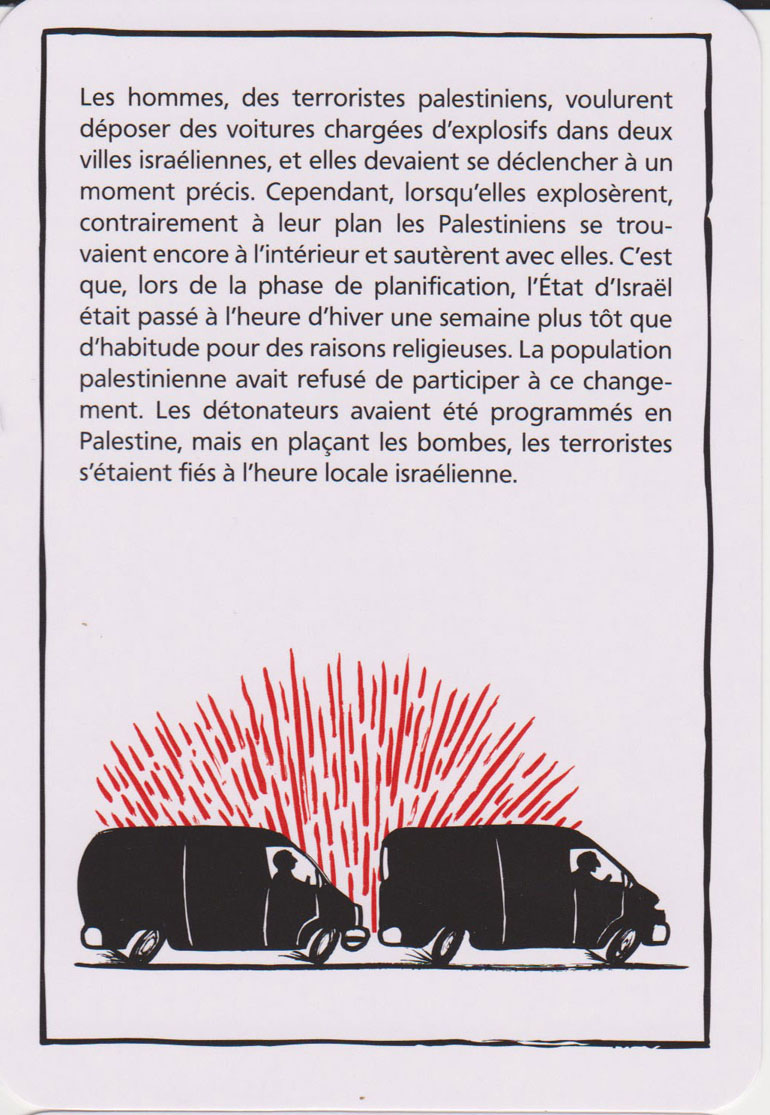 Les hommes, des terroristes palestiniens, voulurent
déposer des voitures chargées d'explosifs dans deux
villes israéliennes, et elles devaient se déclencher à un
moment précis. Cependant, lorsqu'elles explosèrent,
contrairement à leur plan les Palestiniens se trou-
vaient encore à l'intérieur et sautèrent avec elles. C'est
que, lors de la phase de planification, l'État d'Israël
était passé à l'heure d'hiver une semaine plus tôt que
d'habitude pour des raisons religieuses. La population
palestinienne avait refusé de participer à ce change-
ment. Les détonateurs avaient été programmés en
Palestine, mais en plaçant les bombes, les terroristes
s'étaient fiés à l'heure locale israélienne.